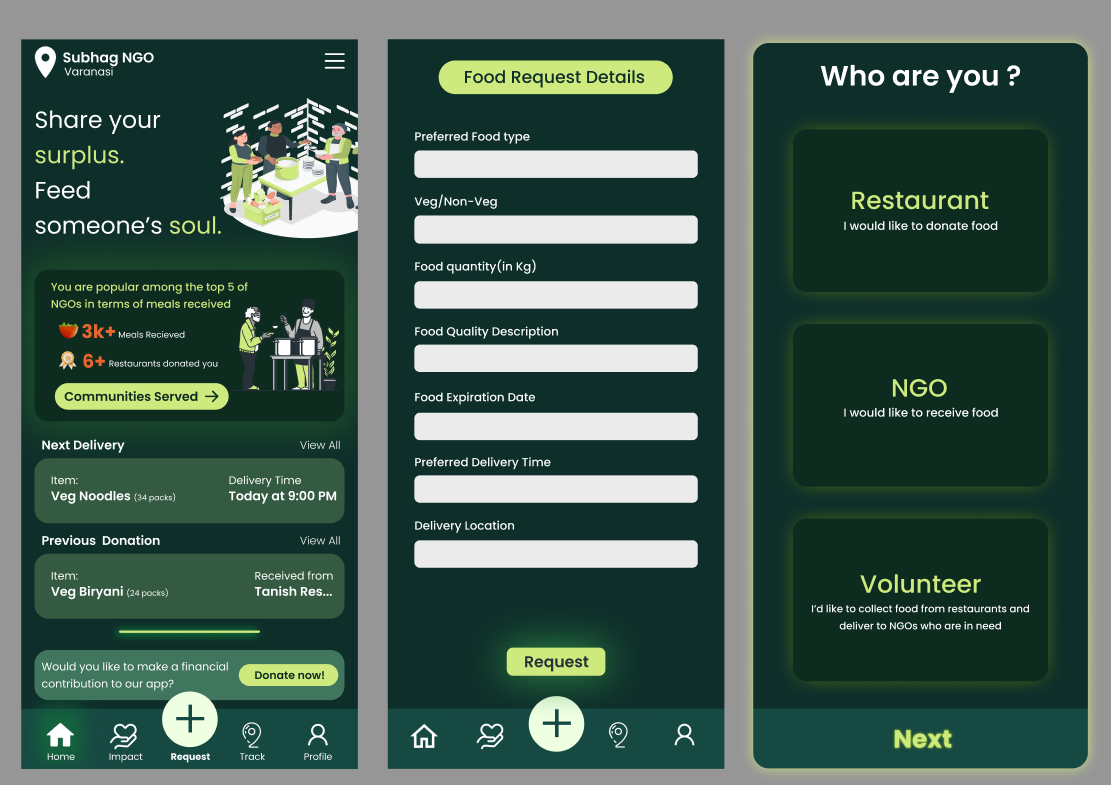 Subhag NGO
Varanasi
Share your
surplus.
Feed
someone's soul.
You are popular among the top 5 of
NGOs in terms of meals received
3k+ Meals Recieved
6+ Restaurants donated you
Communities Served →
Next Delivery View All
Item: Delivery Time
Veg Noodles (34 packs) Today at 9:00 PM
Previous Donation View All
Item: Received from
Veg Biryani (24 packs) Tanish Res...
Would you like to make a financial
contribution to our app?
Donate now!
Home Impact Request Track Profile
Food Request Details
Preferred Food type
Veg/Non-Veg
Food quantity(in Kg)
Food Quality Description
Food Expiration Date
Preferred Delivery Time
Delivery Location
Request
Who are you ?
Restaurant
I would like to donate food
NGO
I would like to receive food
Volunteer
I'd like to collect food from restaurants and
deliver to NGOs who are in need
Next